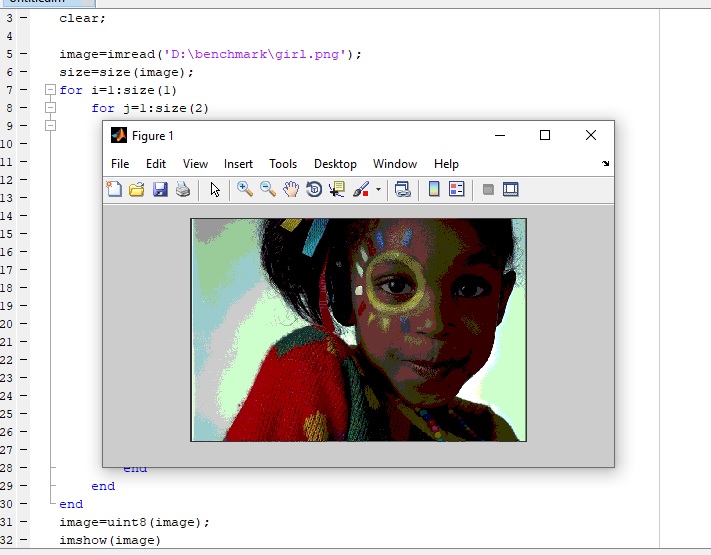 3 clear;
4
5 image=imread('D:\benchmark\girl.png');
6 size=size(image);
7 for i=1:size(1)
8 for j=1:size(2)
9
10
11
12
13
14
15
16
17
18
19
20
21
22
23
24
25
26
27
28 end
29 end
30 end
31 image=uint8(image);
32 imshow(image)
Figure 1
File Edit View Insert Tools Desktop Window Help